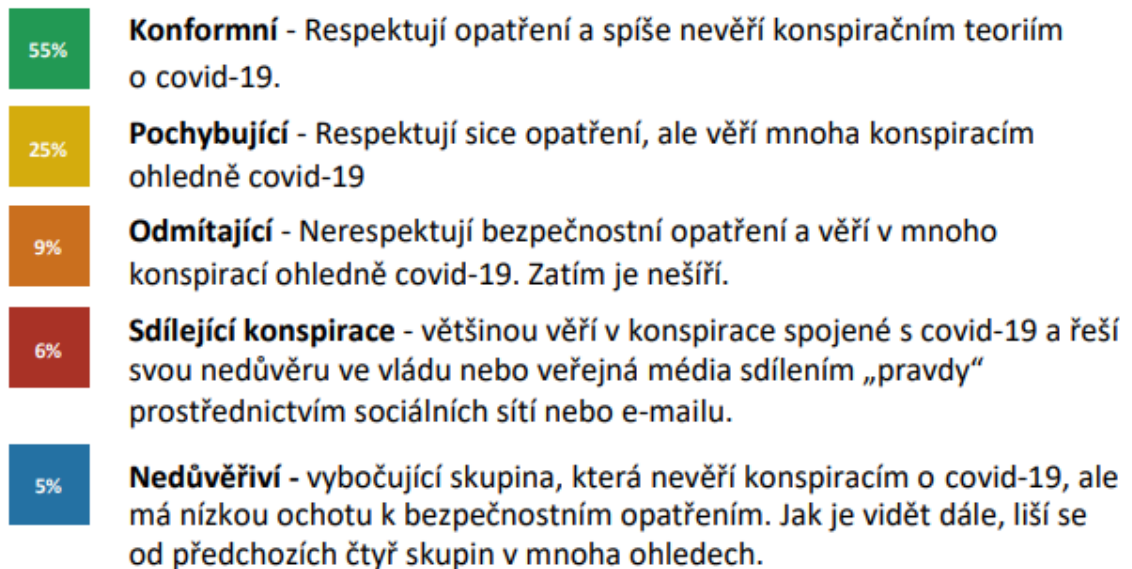 55%
Konformní - Respektují opatření a spíše nevěří konspiračním teoriím
o covid-19.
25%
Pochybující - Respektují sice opatření, ale věří mnoha konspiracím
ohledně covid-19
9%
Odmítající - Nerespektují bezpečnostní opatření a věří v mnoho
konspirací ohledně covid-19. Zatím je nešíří.
6%
Sdílející konspirace - většinou věří v konspirace spojené s covid-19 a řeší
svou nedůvěru ve vládu nebo veřejná média sdílením „pravdy“
prostřednictvím sociálních sítí nebo e-mailu.
5%
Nedůvěřiví - vybočující skupina, která nevěří konspiracím o covid-19, ale
má nízkou ochotu k bezpečnostním opatřením. Jak je vidět dále, liší se
od předchozích čtyř skupin v mnoha ohledech.